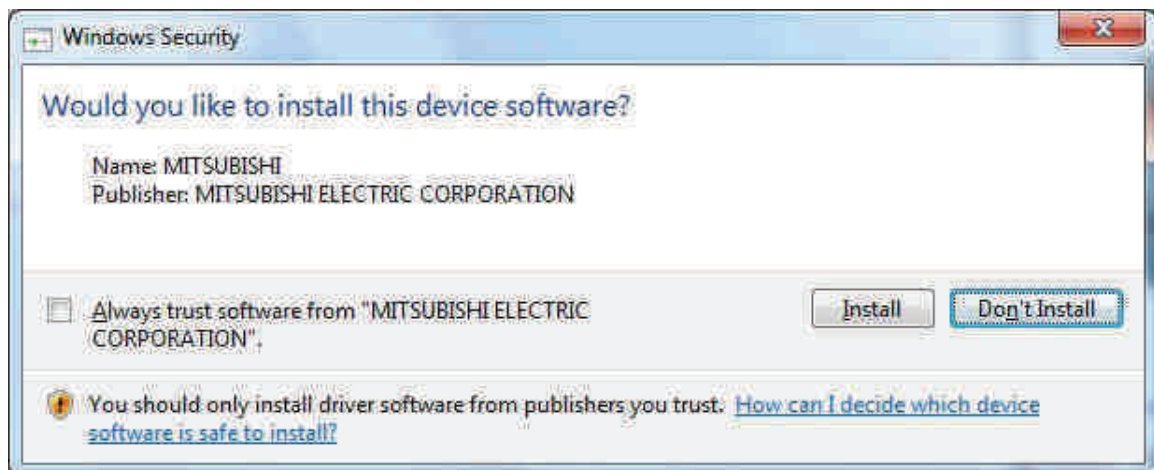 Windows Security
Would you like to install this device software?
Name: MITSUBISHI
Publisher: MITSUBISHI ELECTRIC CORPORATION
Always trust software from "MITSUBISHI ELECTRIC
CORPORATION".
Install
Don't Install
You should only install driver software from publishers you trust. How can I decide which device
software is safe to install?